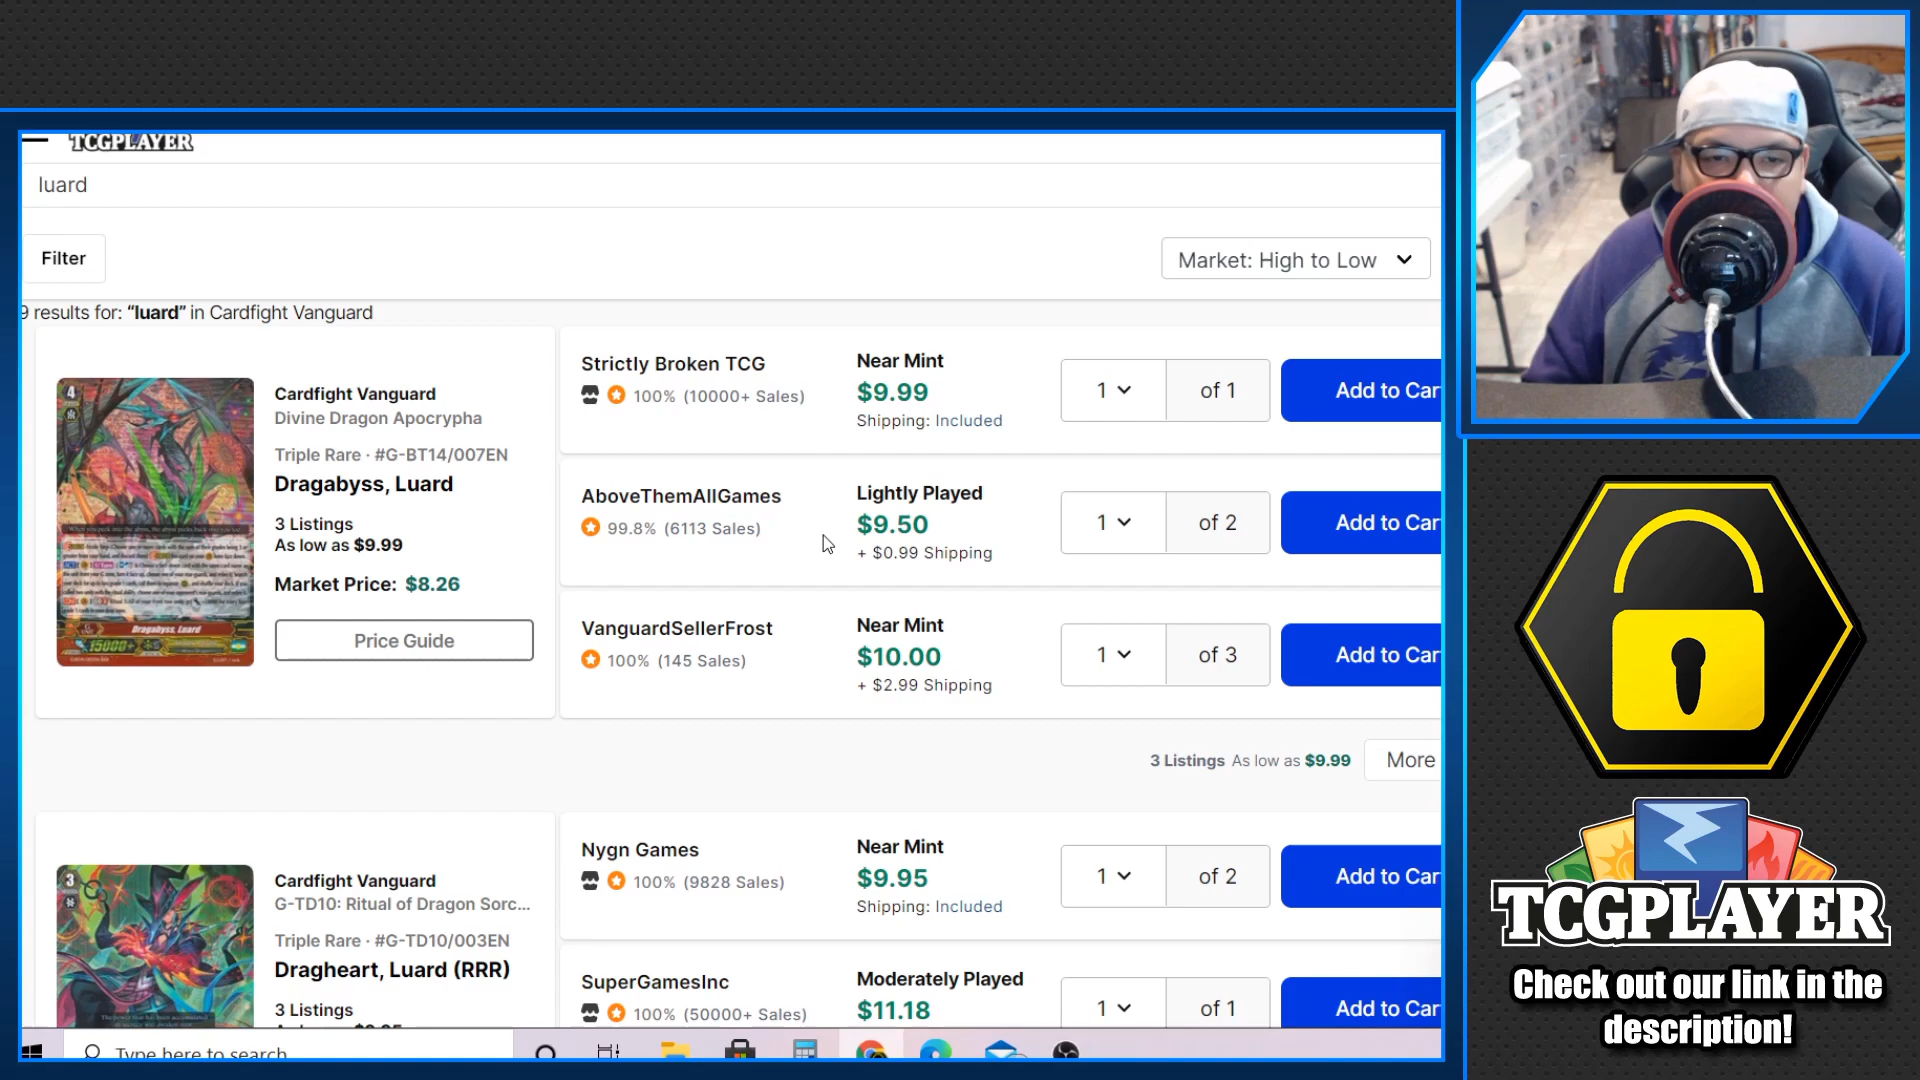 TCGPLAYER
luard
Filter
Market: High to Low
9 results for: "luard" in Cardfight Vanguard
4
Cardfight Vanguard
Divine Dragon Apocrypha
Triple Rare · #G-BT14/007EN
Dragabyss, Luard
3 Listings
As low as $9.99
Market Price: $8.26
Price Guide
Dragabyss, Luard
15000+
Strictly Broken TCG
100% (10000+ Sales)
Near Mint
$9.99
Shipping: Included
1
of 1
Add to Car
AboveThemAllGames
99.8% (6113 Sales)
Lightly Played
$9.50
+ $0.99 Shipping
1
of 2
Add to Car
VanguardSellerFrost
100% (145 Sales)
Near Mint
$10.00
+ $2.99 Shipping
1
of 3
Add to Car
3 Listings As low as $9.99
More
3
Cardfight Vanguard
G-TD10: Ritual of Dragon Sorc...
Triple Rare · #G-TD10/003EN
Dragheart, Luard (RRR)
3 Listings
Nygn Games
100% (9828 Sales)
Near Mint
$9.95
Shipping: Included
1
of 2
Add to Car
SuperGamesInc
100% (50000+ Sales)
Moderately Played
$11.18
1
of 1
Add to Car
Type here to search
TCGPLAYER
Check out our link in the
description!